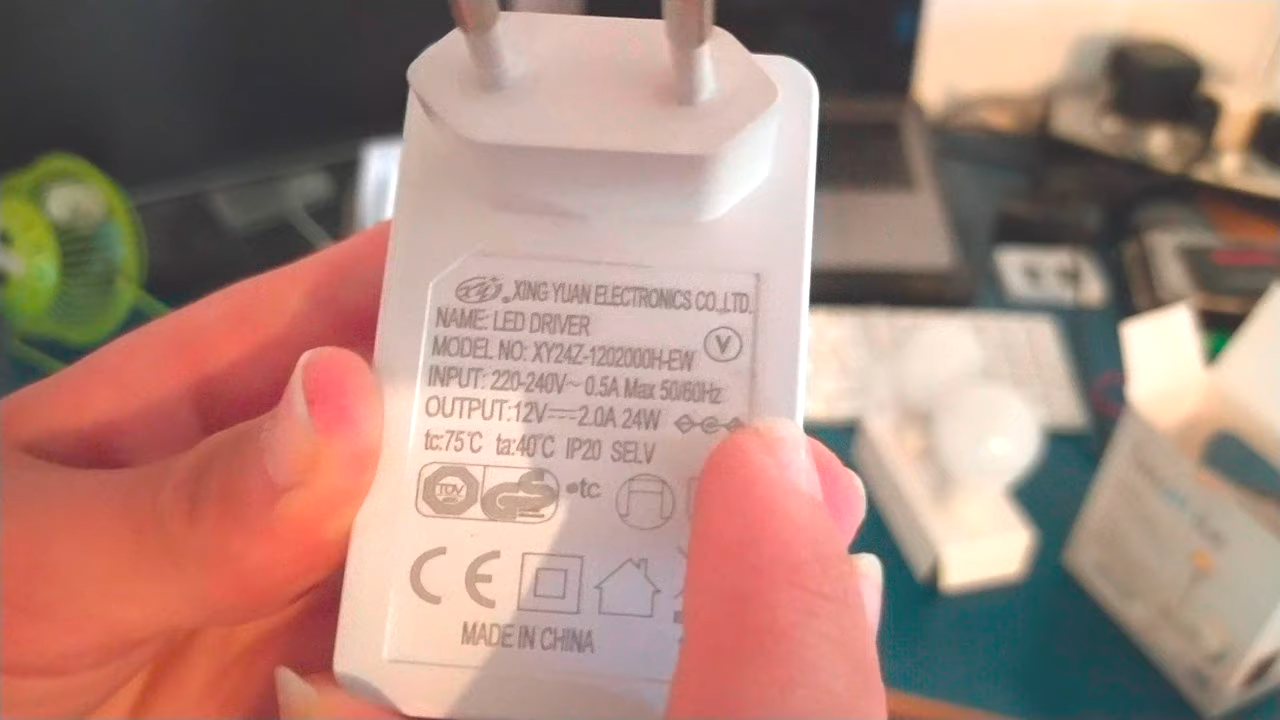 XING YUAN ELECTRONICS CO.,LTD.
NAME: LED DRIVER
V
MODEL NO: XY24Z-1202000H-EW
INPUT: 220-240V~ 0.5A Max 50/60Hz
OUTPUT:12V⎓2.0A 24W
tc:75℃ ta:40℃ IP20 SELV
TÜV GS •tc
CE
MADE IN CHINA